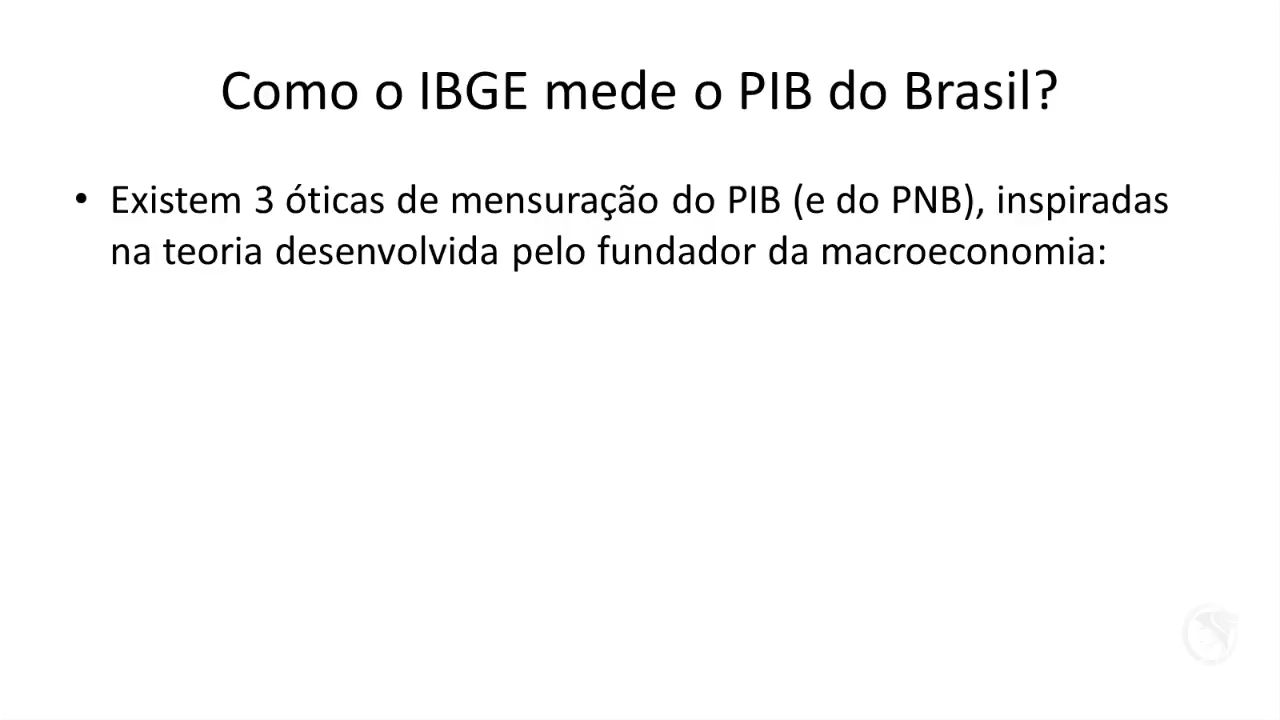 Como o IBGE mede o PIB do Brasil?
• Existem 3 óticas de mensuração do PIB (e do PNB), inspiradas
na teoria desenvolvida pelo fundador da macroeconomia: